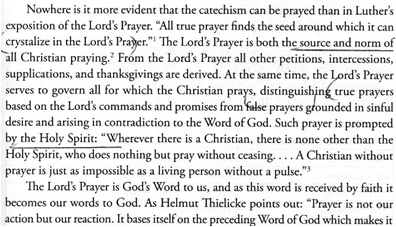 Nowhere is it more evident that the catechism can be prayed than in Luther's
exposition of the Lord's Prayer. “All true prayer finds the seed around which it can
crystalize in the Lord's Prayer.”1 The Lord's Prayer is both the source and norm of
all Christian praying.2 From the Lord's Prayer all other petitions, intercessions,
supplications, and thanksgivings are derived. At the same time, the Lord's Prayer
serves to govern all for which the Christian prays, distinguishing true prayers
based on the Lord's commands and promises from false prayers grounded in sinful
desire and arising in contradiction to the Word of God. Such prayer is prompted
by the Holy Spirit: “Wherever there is a Christian, there is none other than the
Holy Spirit, who does nothing but pray without ceasing. . . . A Christian without
prayer is just as impossible as a living person without a pulse.”3
The Lord's Prayer is God's Word to us, and as this word is received by faith it
becomes our words to God. As Helmut Thielicke points out: “Prayer is not our
action but our reaction. It bases itself on the preceding Word of God which makes it